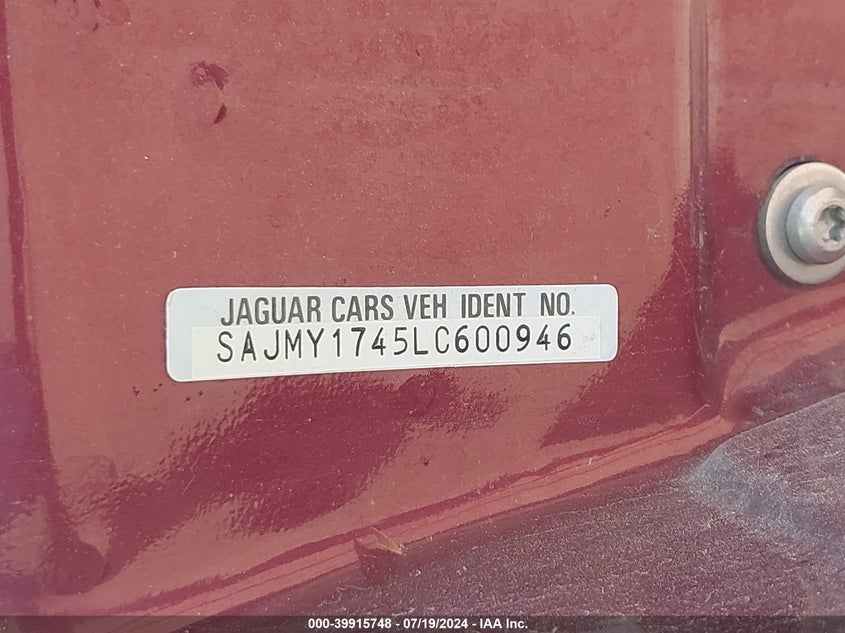 JAGUAR CARS VEH IDENT NO.
SAJMY1745LC600946
000-39915748 - 07/19/2024 - IAA Inc.